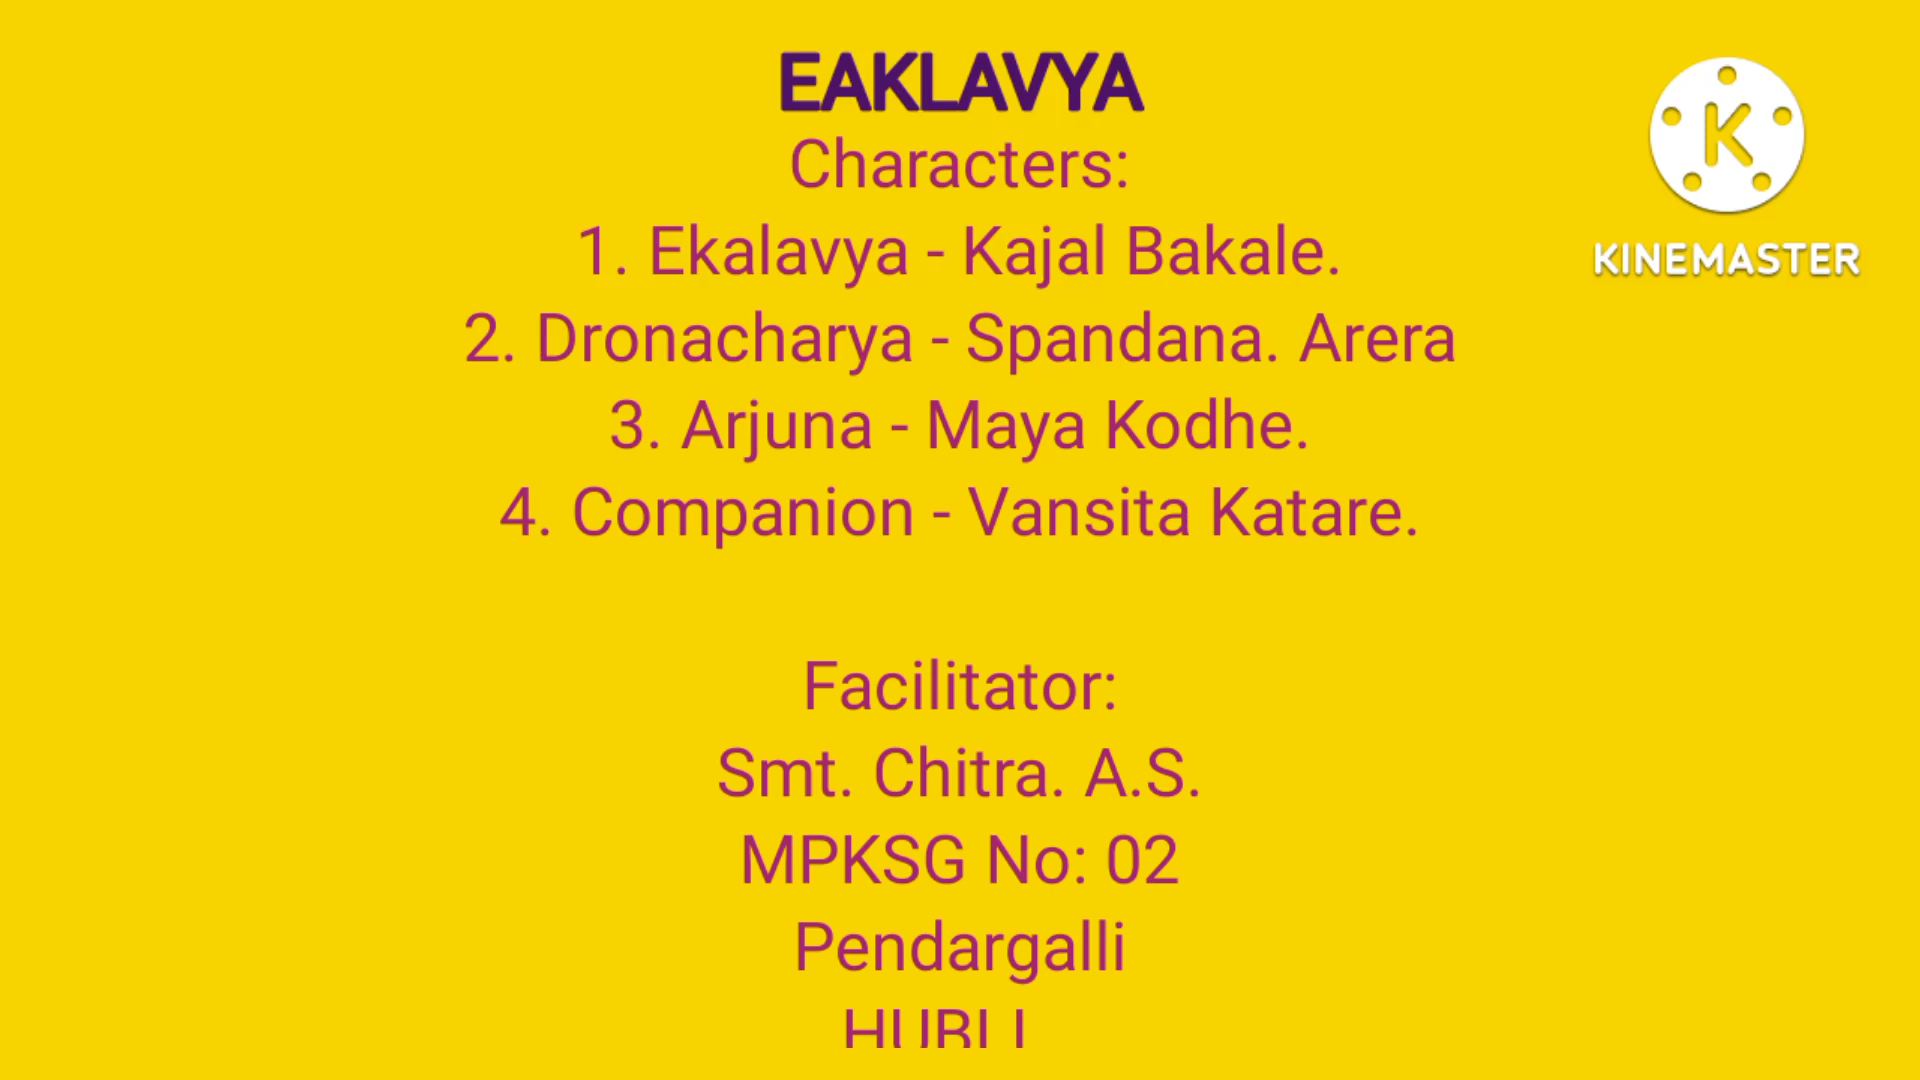 EAKLAVYA
Characters:
1. Ekalavya - Kajal Bakale.
2. Dronacharya - Spandana. Arera
3. Arjuna - Maya Kodhe.
4. Companion - Vansita Katare.
Facilitator:
Smt. Chitra. A.S.
MPKSG No: 02
Pendargalli
HUBLI
K
KINEMASTER